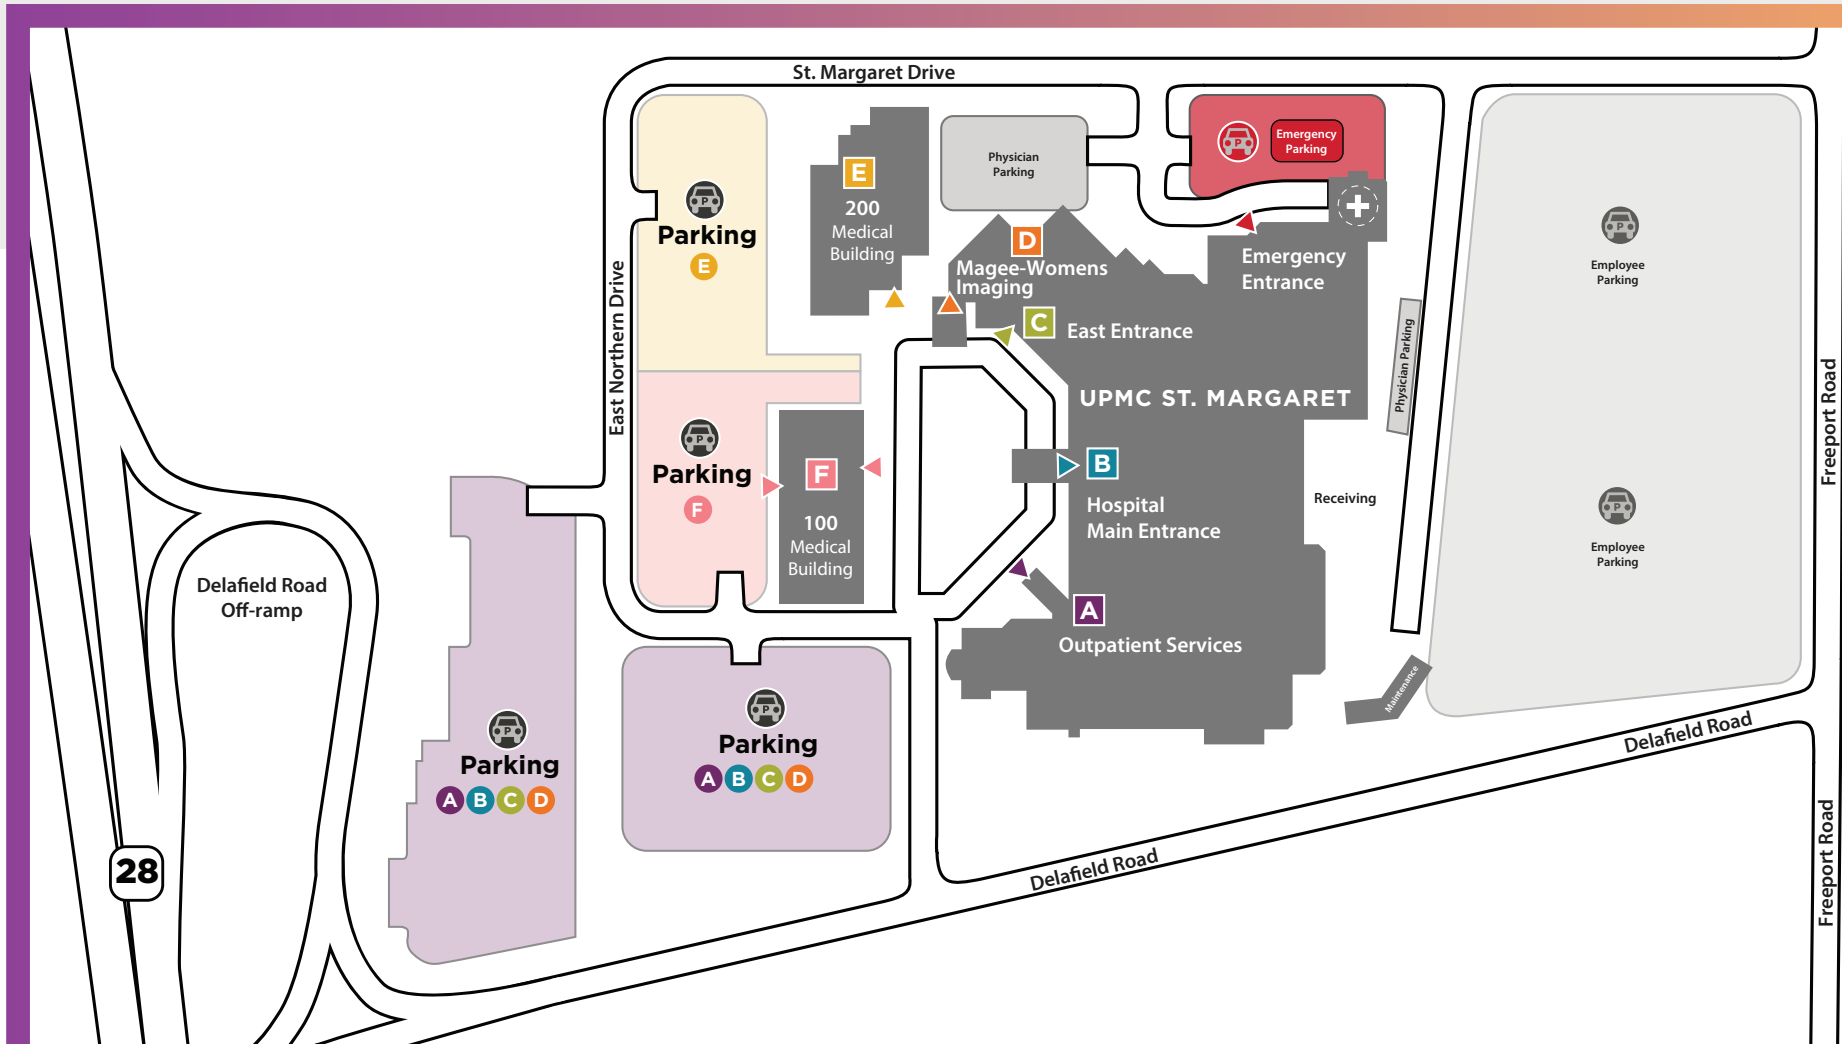 St. Margaret Drive
P
Emergency
Parking
Physician
Parking
E
200
Medical
Building
P
Parking
E
D
Magee-Womens
Imaging
Emergency
Entrance
P
Employee
Parking
C
East Entrance
East Northern Drive
Physician Parking
Freeport Road
UPMC ST. MARGARET
P
Parking
F
F
100
Medical
Building
B
Hospital
Main Entrance
Receiving
P
Employee
Parking
Delafield Road
Off-ramp
A
Outpatient Services
Maintenance
P
Parking
A B C D
P
Parking
A B C D
Delafield Road
Delafield Road
28
Freeport Road